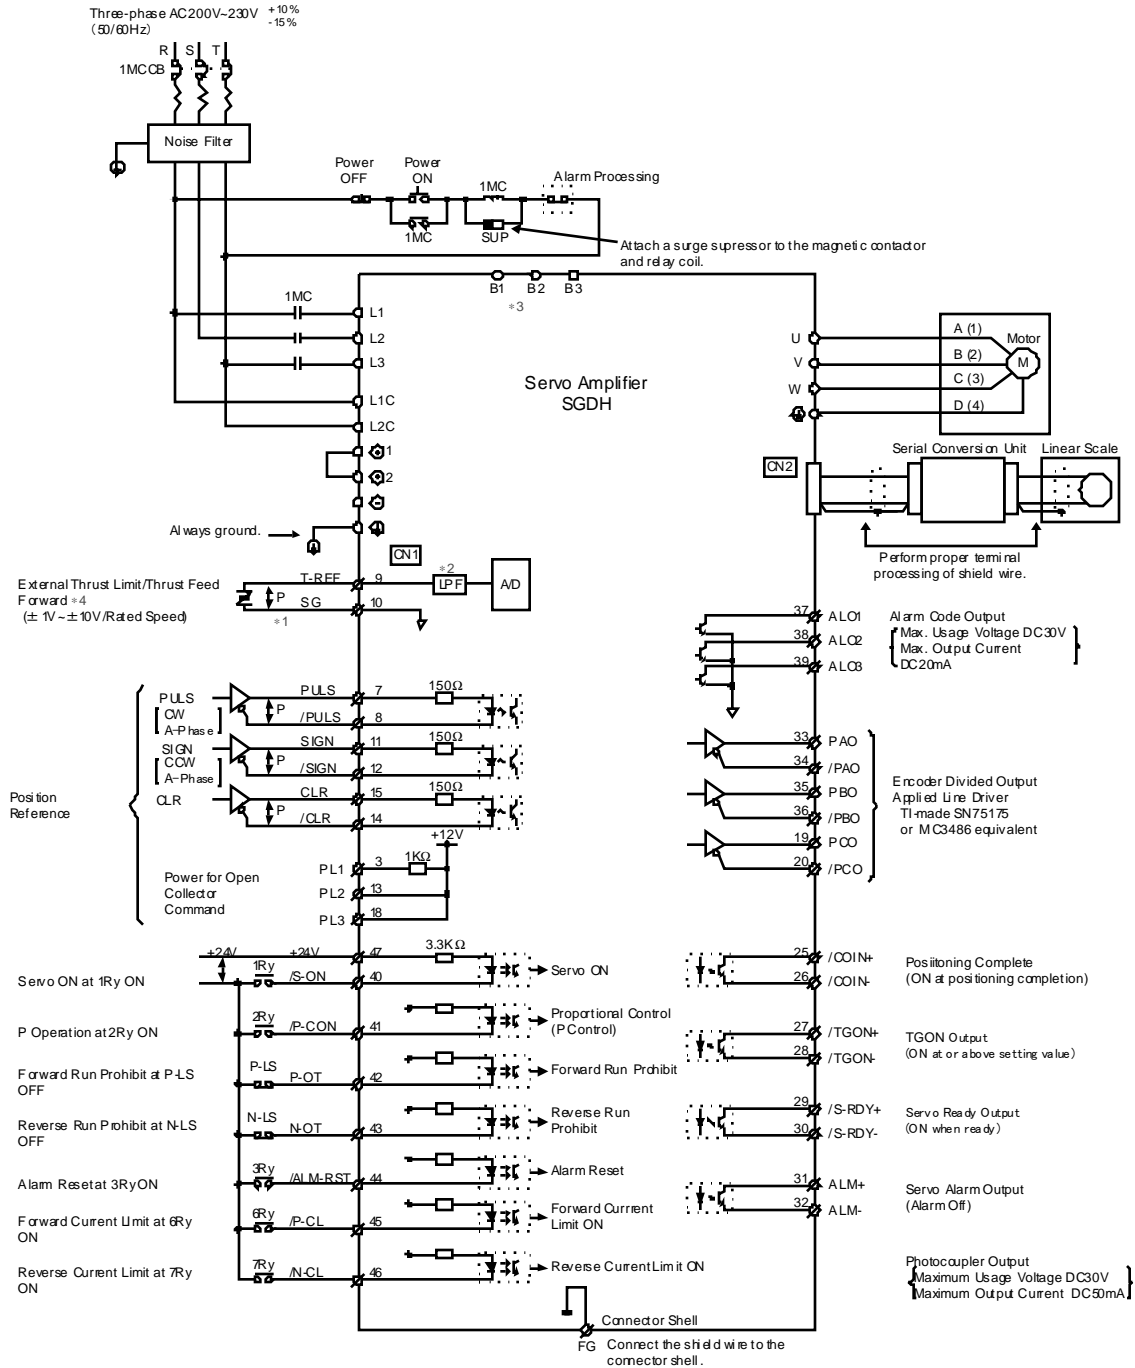 Three-phase AC200V~230V +10% -15%
(50/60Hz)
R S T
1MCCB
Noise Filter
Power OFF
Power ON
1MC
Alarm Processing
1MC
SUP
Attach a surge supressor to the magnetic contactor
and relay coil.
B1 B2 B3
*3
1MC
L1
L2
L3
L1C
L2C
1
2
Servo Amplifier
SGDH
U
V
W
A (1)
B (2)
C (3)
D (4)
Motor
M
CN2
Serial Conversion Unit
Linear Scale
Perform proper terminal
processing of shield wire.
Always ground.
CN1
External Thrust Limit/Thrust Feed
Forward *4
(± 1V~±10V/Rated Speed)
P
*1
T-REF 9
SG 10
*2
LPF
A/D
37 ALO1
38 ALO2
39 ALO3
Alarm Code Output
Max. Usage Voltage DC30V
Max. Output Current
DC20mA
Position
Reference
PULS
CW
A-Phase
P
PULS 7
/PULS 8
150Ω
SIGN
CCW
A-Phase
P
SIGN 11
/SIGN 12
150Ω
CLR
P
CLR 15
/CLR 14
150Ω
+12V
Power for Open
Collector
Command
PL1 3
1KΩ
PL2 13
PL3 18
33 PAO
34 /PAO
35 PBO
36 /PBO
19 PCO
20 /PCO
Encoder Divided Output
Applied Line Driver
TI-made SN75175
or MC3486 equivalent
+24V
+24V 47
3.3KΩ
Servo ON at 1Ry ON
1Ry
/S-ON 40
Servo ON
P Operation at 2Ry ON
2Ry
/P-CON 41
Proportional Control
(P Control)
Forward Run Prohibit at P-LS
OFF
P-LS
P-OT 42
Forward Run Prohibit
Reverse Run Prohibit at N-LS
OFF
N-LS
N-OT 43
Reverse Run
Prohibit
Alarm Reset at 3Ry ON
3Ry
/ALM-RST 44
Alarm Reset
Forward Current Limit at 6Ry
ON
6Ry
/P-CL 45
Forward Currrent
Limit ON
Reverse Current Limit at 7Ry
ON
7Ry
/N-CL 46
Reverse Current Limit ON
25 /COIN+
26 /COIN-
Posiitoning Complete
(ON at positioning completion)
27 /TGON+
28 /TGON-
TGON Output
(ON at or above setting value)
29 /S-RDY+
30 /S-RDY-
Servo Ready Output
(ON when ready)
31 ALM+
32 ALM-
Servo Alarm Output
(Alarm Off)
Photocoupler Output
Maximum Usage Voltage DC30V
Maximum Output Current DC50mA
Connector Shell
FG
Connect the shield wire to the
connector shell.